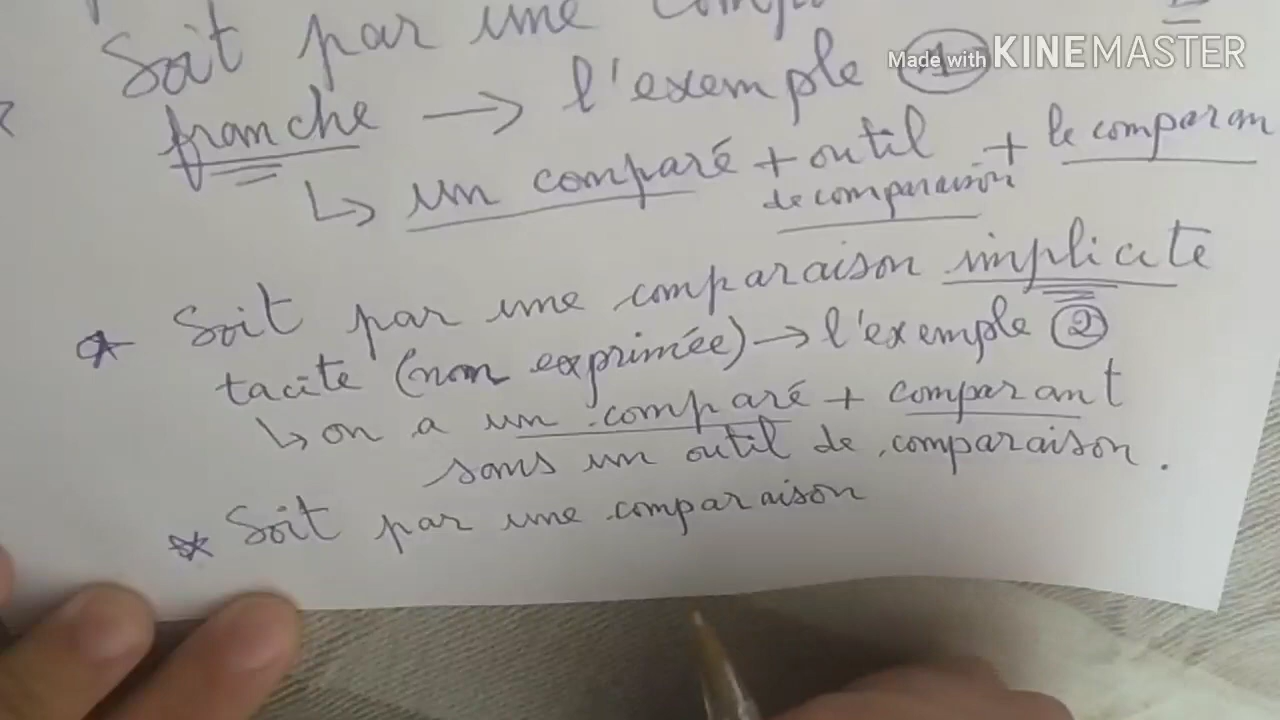 Soit par une
franche → l'exemple ①
↳ un comparé + outil + le comparan
de comparaison
* Soit par une comparaison implicite
tacite (non exprimée) → l'exemple ②
↳ on a un comparé + comparant
sans un outil de comparaison.
* Soit par une comparaison
Made with KINEMASTER